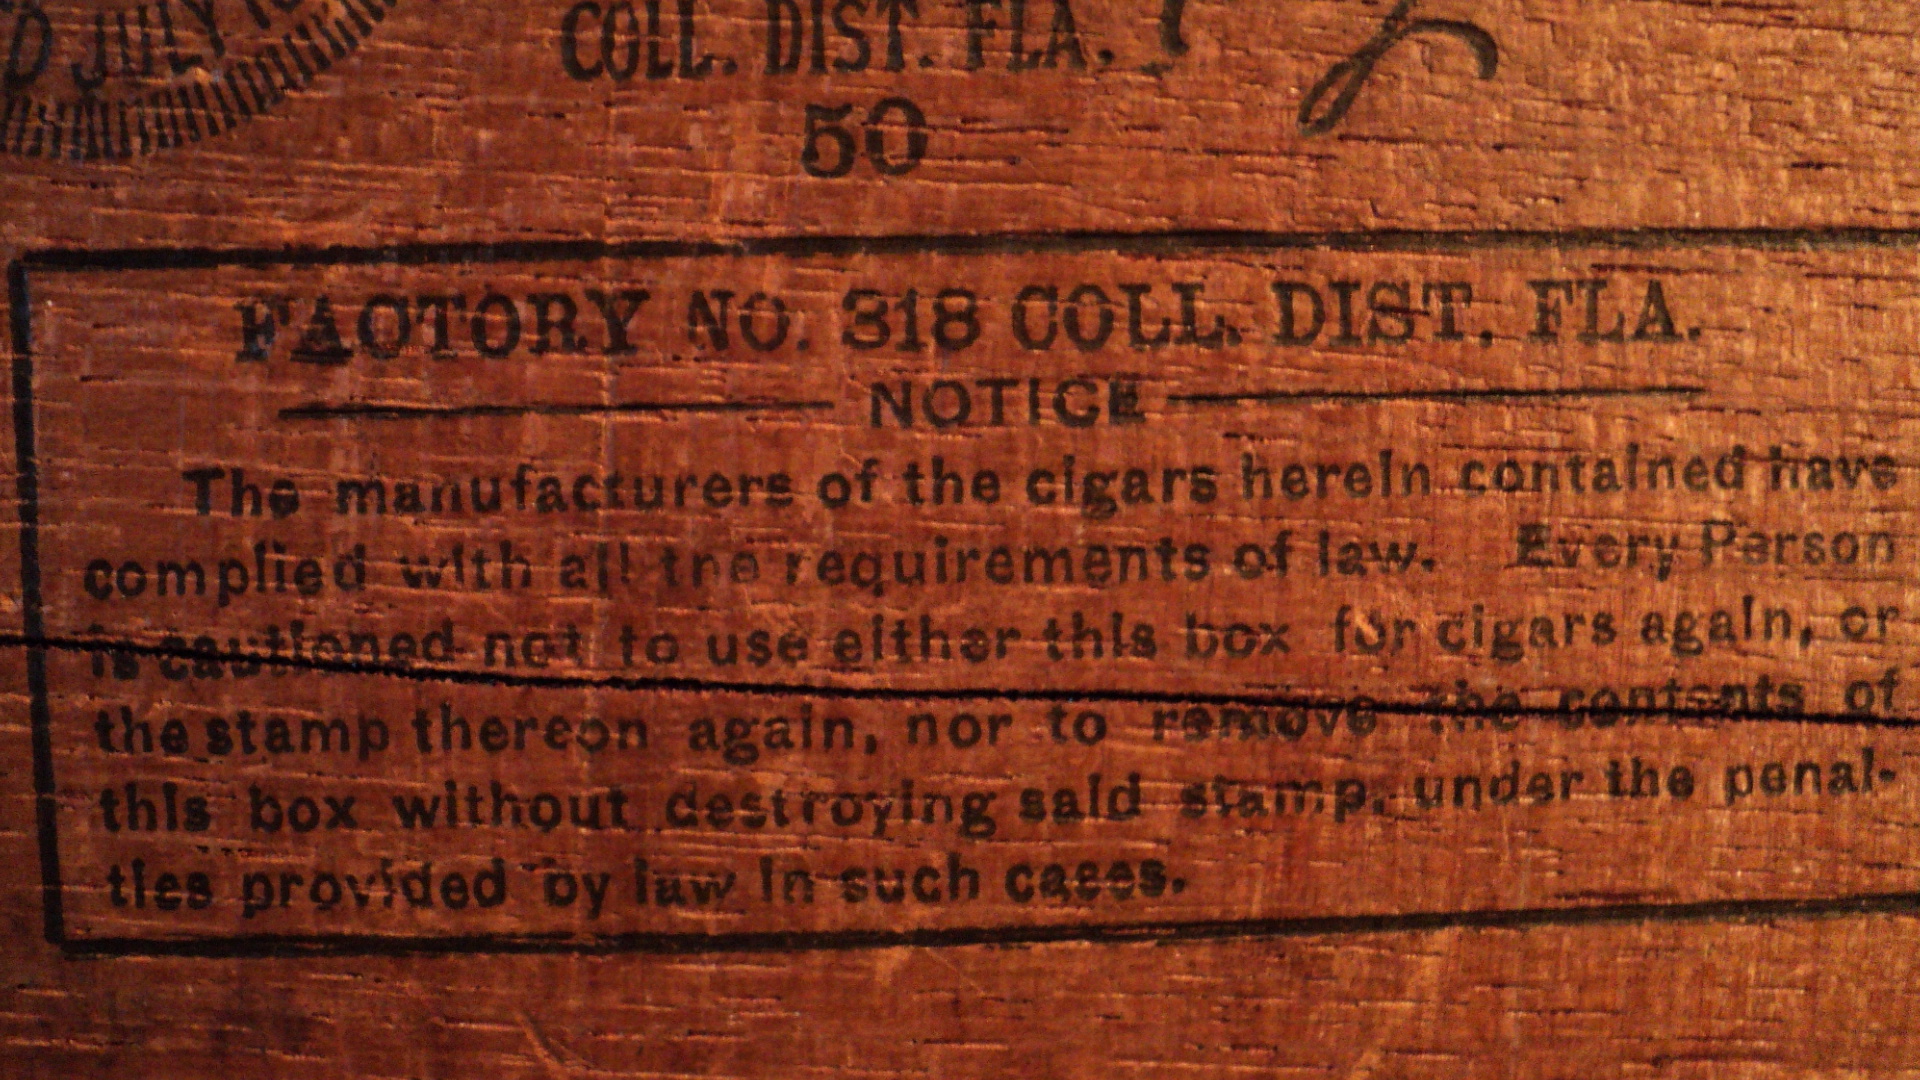 D JULY
COLL. DIST. FLA.
50
FACTORY NO. 318 COLL. DIST. FLA.
NOTICE
The manufacturers of the cigars herein contained have
complied with all the requirements of law. Every Person
is cautioned not to use either this box for cigars again, or
the stamp thereon again, nor to remove the contents of
this box without destroying said stamp, under the penal-
ties provided by law in such cases.